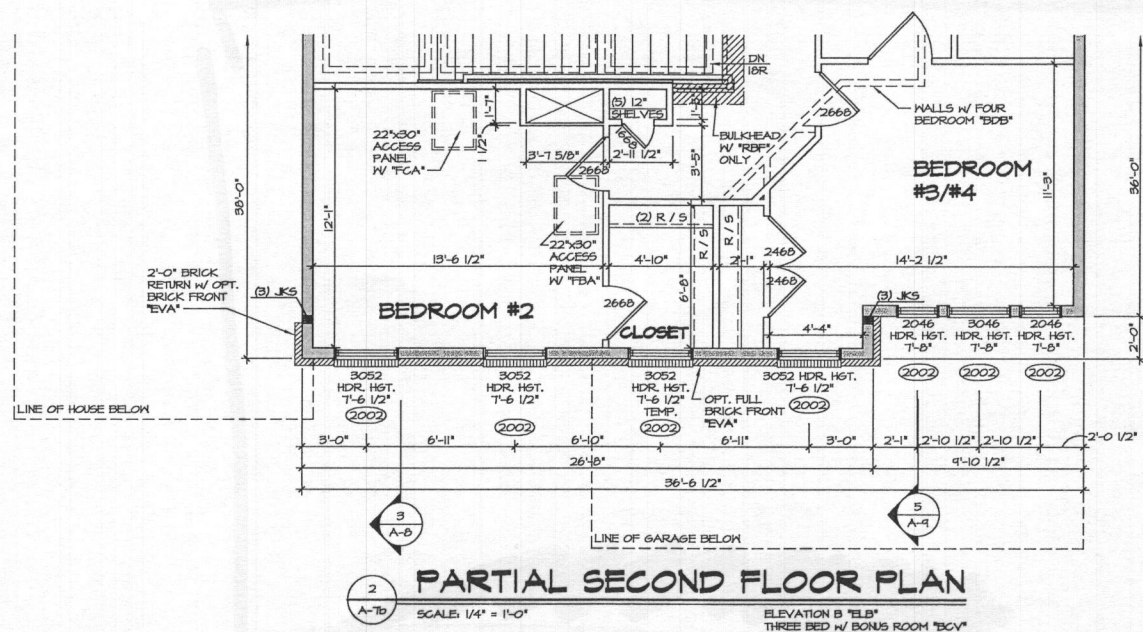 DN
18R
(5) 12"
SHELVES
1'-7"
1 1/2"
22"x30"
ACCESS
PANEL
W/ "FCA"
1668
BULKHEAD
W/ "RBF"
ONLY
2668
WALLS W/ FOUR
BEDROOM "BDB"
3'-7 5/8"
2'-11 1/2"
3'-5"
2668
BEDROOM
#3/#4
11'-3"
38'-0"
36'-0"
12'-1"
(2) R / S
R / S
R / S
22"x30"
ACCESS
PANEL
W/ "FBA"
2468
13'-6 1/2"
4'-10"
2'-1"
14'-2 1/2"
2468
6'-8"
2'-0" BRICK
RETURN W/ OPT.
BRICK FRONT
"EVA"
(3) JKS
BEDROOM #2
2668
CLOSET
(3) JKS
4'-4"
2046
HDR. HGT.
7'-8"
2002
3046
HDR. HGT.
7'-8"
2002
2046
HDR. HGT.
7'-8"
2002
2'-0"
3052
HDR. HGT.
7'-6 1/2"
2002
3052
HDR. HGT.
7'-6 1/2"
2002
3052
HDR. HGT.
7'-6 1/2"
TEMP.
2002
3052 HDR. HGT.
7'-6 1/2"
2002
OPT. FULL
BRICK FRONT
"EVA"
LINE OF HOUSE BELOW
3'-0"
6'-11"
6'-10"
6'-11"
3'-0"
2'-1"
2'-10 1/2"
2'-10 1/2"
2'-0 1/2"
26'-8"
9'-10 1/2"
36'-6 1/2"
3
A-8
5
A-9
LINE OF GARAGE BELOW
2
A-7b
PARTIAL SECOND FLOOR PLAN
SCALE: 1/4" = 1'-0"
ELEVATION B "ELB"
THREE BED W/ BONUS ROOM "BCV"